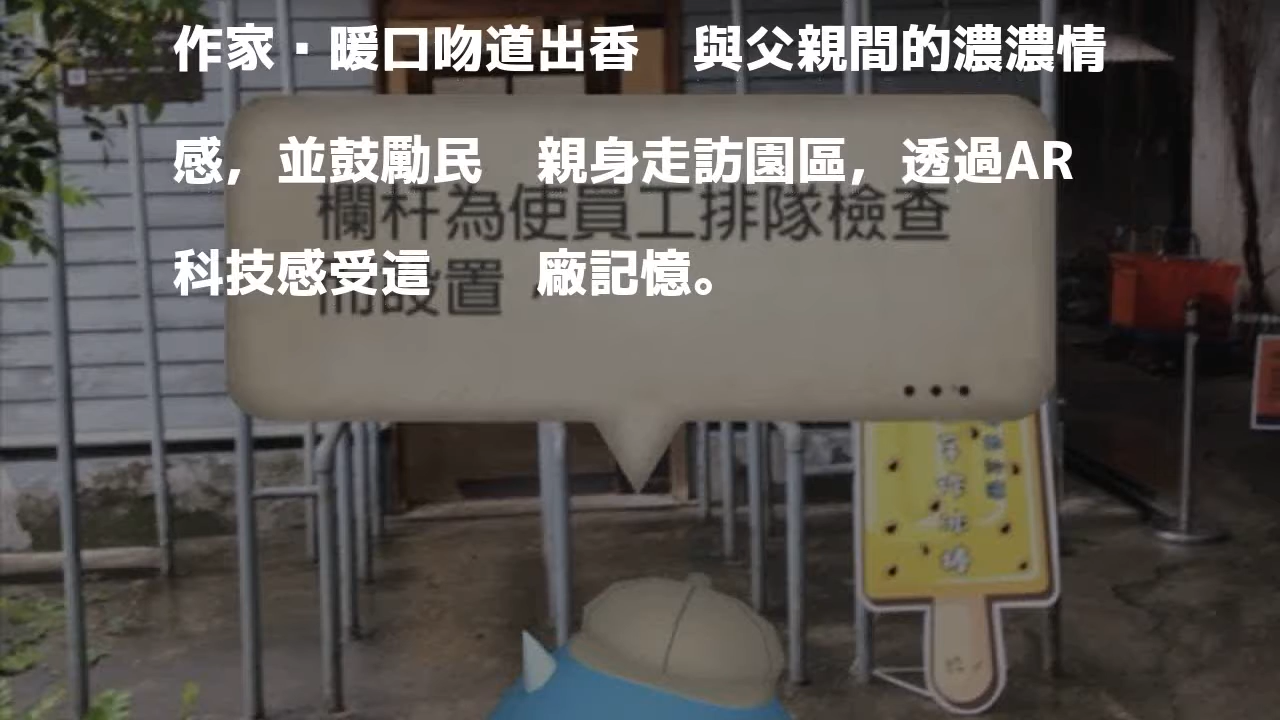 作家·暖口吻道出香 與父親間的濃濃情
感，並鼓勵民 親身走訪園區，透過AR
科技感受這 廠記憶。
欄杆為使員工排隊檢查
而設置，
...